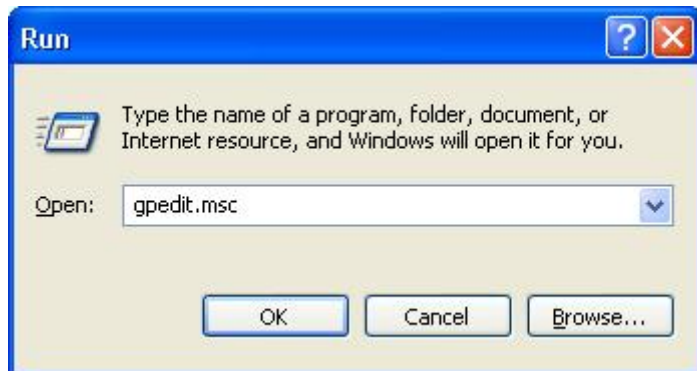 Run
Type the name of a program, folder, document, or
Internet resource, and Windows will open it for you.
Open: gpedit.msc
OK Cancel Browse...